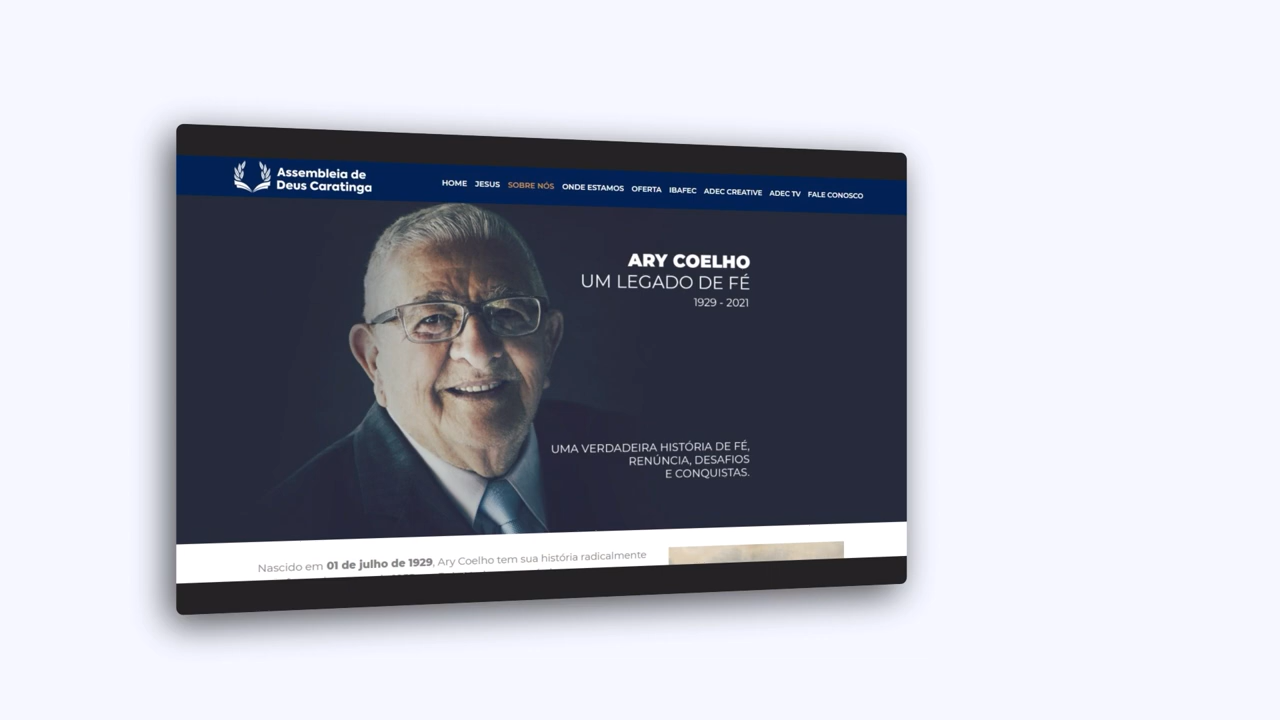 Assembleia de
Deus Caratinga
HOME JESUS SOBRE NÓS ONDE ESTAMOS OFERTA IBAFEC ADEC CREATIVE ADEC TV FALE CONOSCO
ARY COELHO
UM LEGADO DE FÉ
1929 - 2021
UMA VERDADEIRA HISTÓRIA DE FÉ,
RENÚNCIA, DESAFIOS
E CONQUISTAS.
Nascido em 01 de julho de 1929, Ary Coelho tem sua história radicalmente